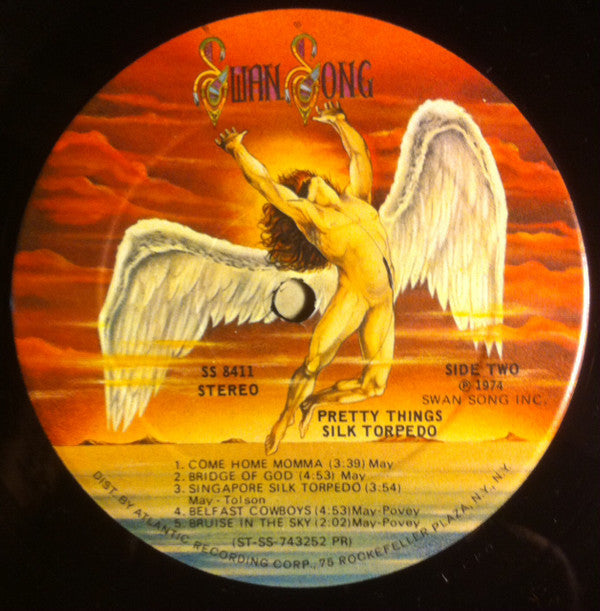 SWAN SONG
SS 8411
STEREO
SIDE TWO
℗ 1974
SWAN SONG INC.
PRETTY THINGS
SILK TORPEDO
1. COME HOME MOMMA (3:39) May
2. BRIDGE OF GOD (4:53) May
3. SINGAPORE SILK TORPEDO (3:54)
May - Tolson
4. BELFAST COWBOYS (4:53) May-Povey
5. BRUISE IN THE SKY (2:02) May-Povey
(ST-SS-743252 PR)
DIST. BY ATLANTIC RECORDING CORP., 75 ROCKEFELLER PLAZA, N.Y., N.Y.